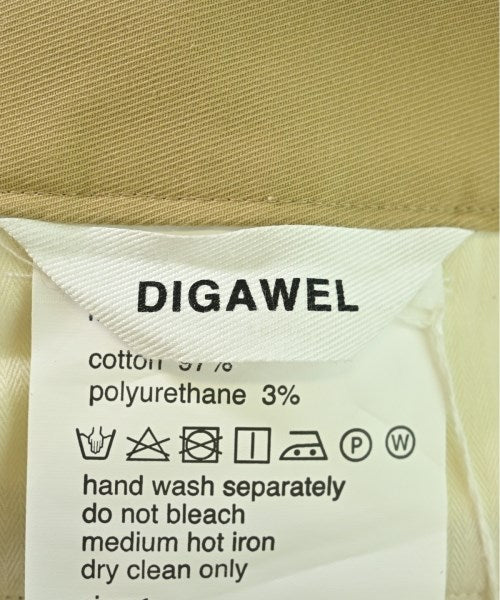 DIGAWEL
cotton 97%
polyurethane 3%
P W
hand wash separately
do not bleach
medium hot iron
dry clean only